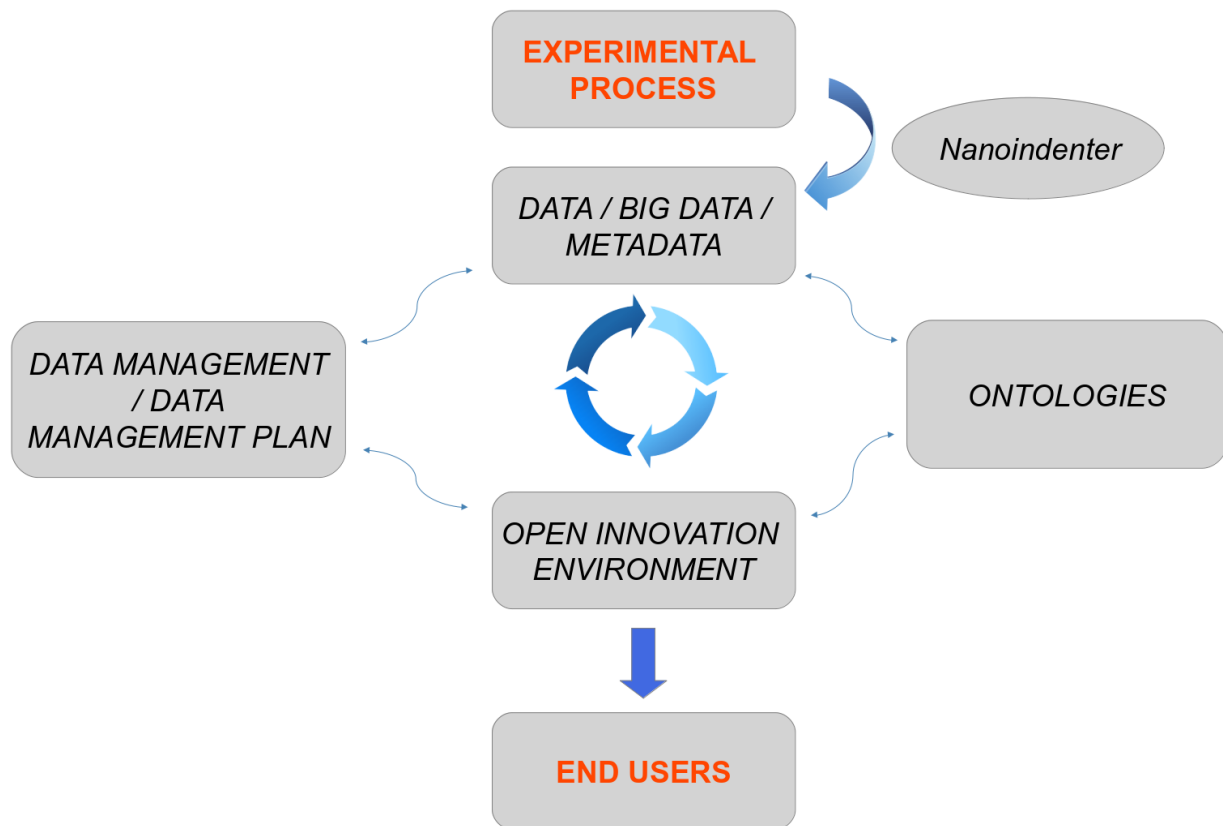 EXPERIMENTAL
PROCESS
Nanoindenter
DATA / BIG DATA /
METADATA
DATA MANAGEMENT
/ DATA
MANAGEMENT PLAN
ONTOLOGIES
OPEN INNOVATION
ENVIRONMENT
END USERS